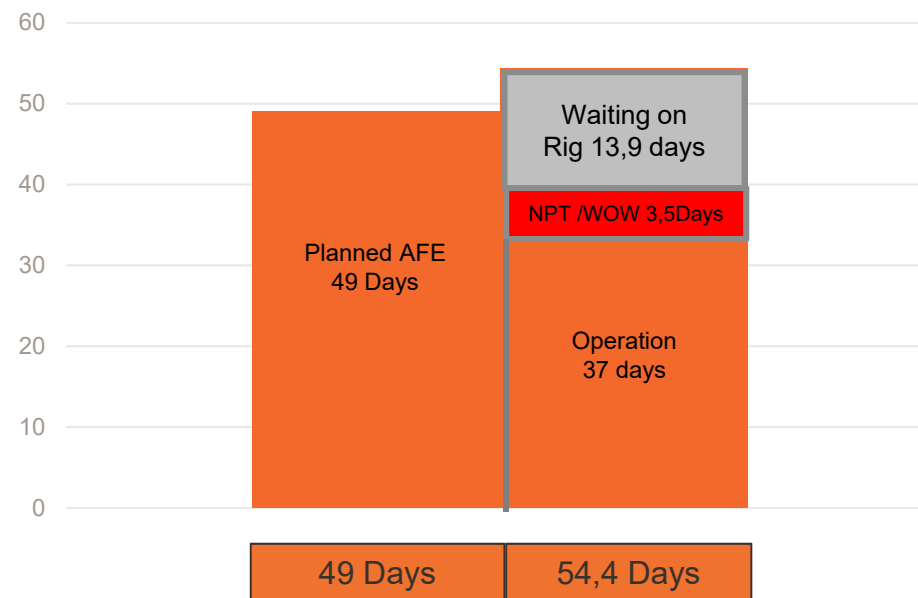 60
50
40
30
20
10
0
Planned AFE
49 Days
Waiting on
Rig 13,9 days
NPT /WOW 3,5Days
Operation
37 days
49 Days
54,4 Days